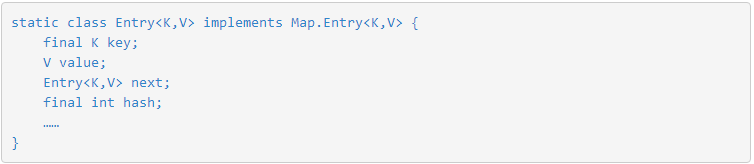 static class Entry<K,V> implements Map.Entry<K,V> {
    final K key;
    V value;
    Entry<K,V> next;
    final int hash;
    ……
}